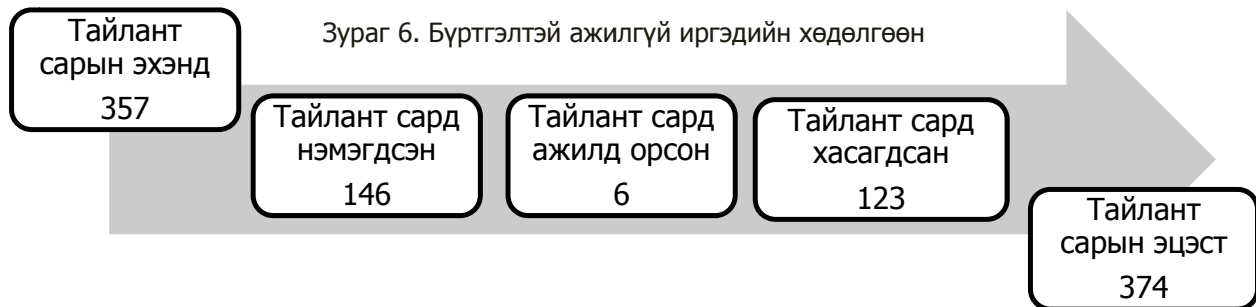 Зураг 6. Бүртгэлтэй ажилгүй иргэдийн хөдөлгөөн
Тайлант
сарын эхэнд
357
Тайлант сард
нэмэгдсэн
146
Тайлант сард
ажилд орсон
6
Тайлант сард
хасагдсан
123
Тайлант
сарын эцэст
374